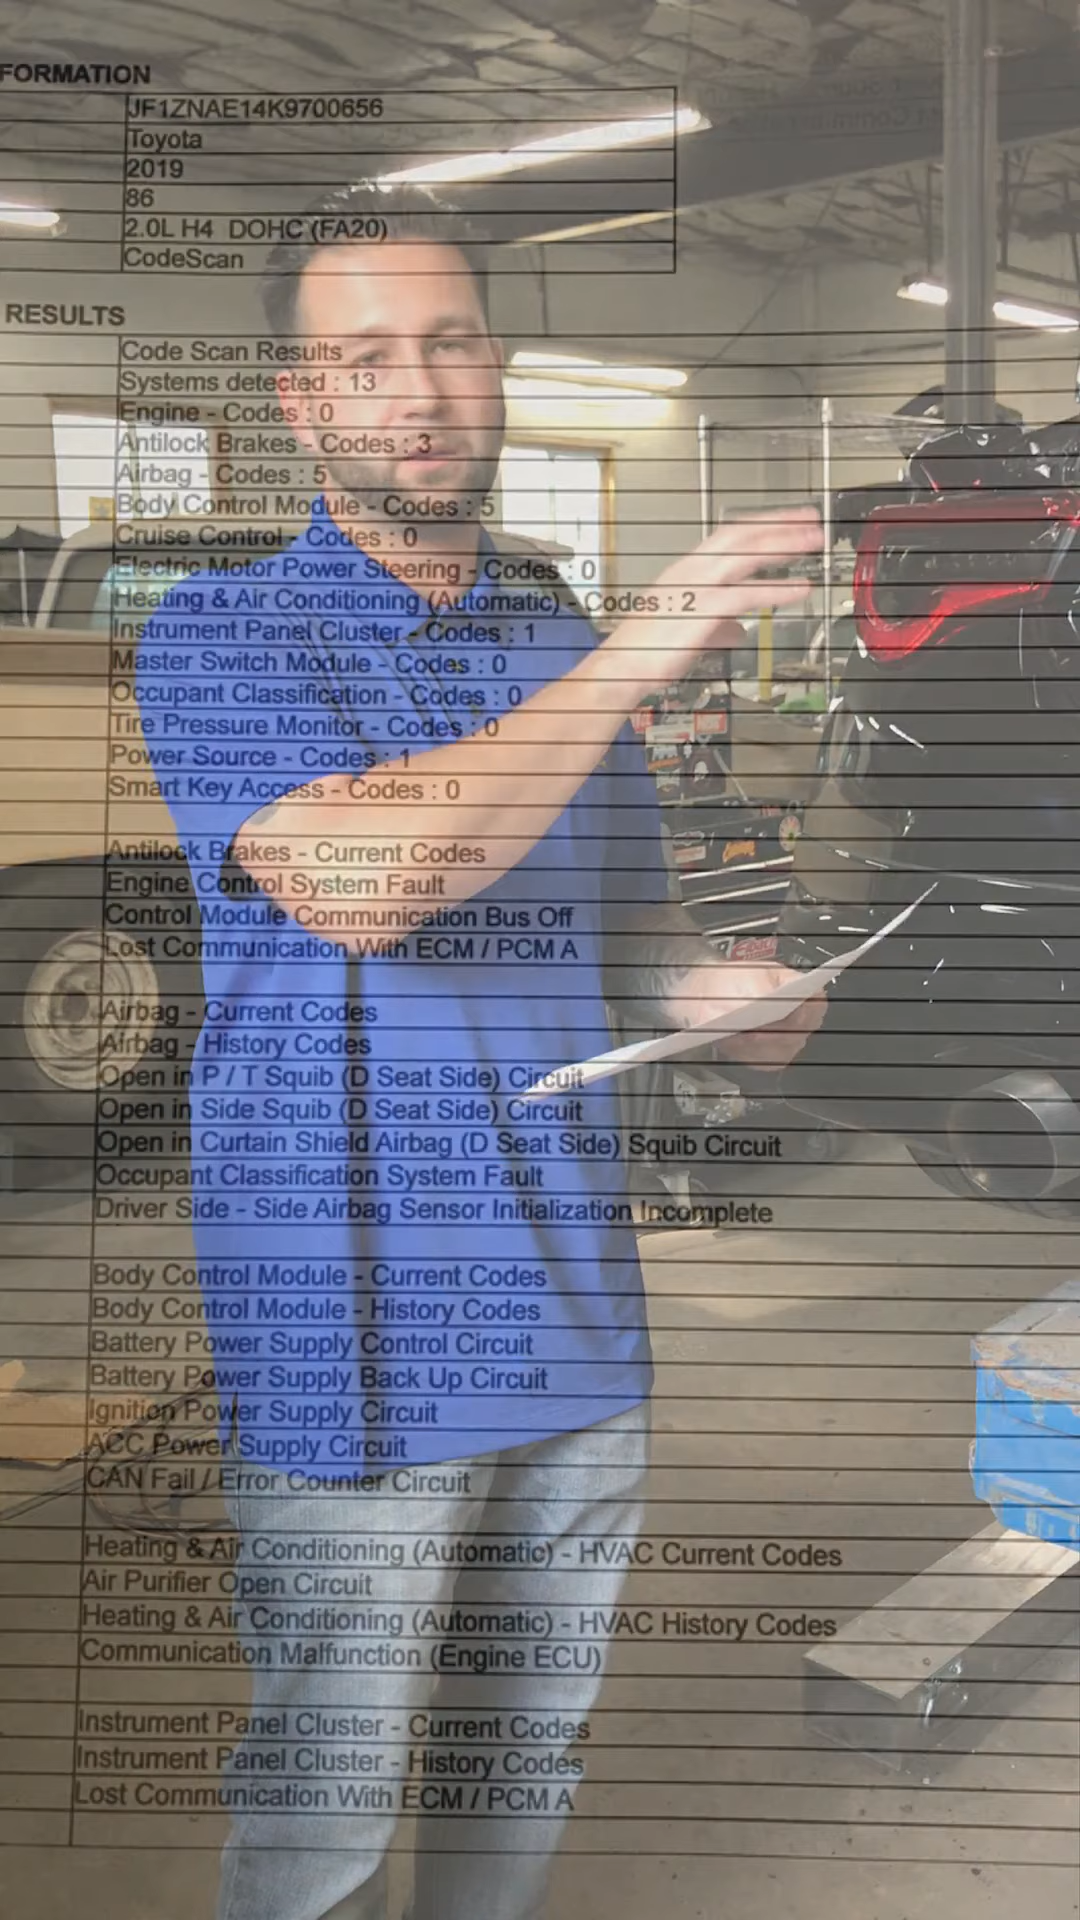 FORMATION
JF1ZNAE14K9700656
Toyota
2019
86
2.0L H4 DOHC (FA20)
CodeScan
RESULTS
Code Scan Results
Systems detected : 13
Engine - Codes : 0
Antilock Brakes - Codes : 3
Airbag - Codes : 5
Body Control Module - Codes : 5
Cruise Control - Codes : 0
Electric Motor Power Steering - Codes : 0
Heating & Air Conditioning (Automatic) - Codes : 2
Instrument Panel Cluster - Codes : 1
Master Switch Module - Codes : 0
Occupant Classification - Codes : 0
Tire Pressure Monitor - Codes : 0
Power Source - Codes : 1
Smart Key Access - Codes : 0
Antilock Brakes - Current Codes
Engine Control System Fault
Control Module Communication Bus Off
Lost Communication With ECM / PCM A
Airbag - Current Codes
Airbag - History Codes
Open in P / T Squib (D Seat Side) Circuit
Open in Side Squib (D Seat Side) Circuit
Open in Curtain Shield Airbag (D Seat Side) Squib Circuit
Occupant Classification System Fault
Driver Side - Side Airbag Sensor Initialization Incomplete
Body Control Module - Current Codes
Body Control Module - History Codes
Battery Power Supply Control Circuit
Battery Power Supply Back Up Circuit
Ignition Power Supply Circuit
ACC Power Supply Circuit
CAN Fail / Error Counter Circuit
Heating & Air Conditioning (Automatic) - HVAC Current Codes
Air Purifier Open Circuit
Heating & Air Conditioning (Automatic) - HVAC History Codes
Communication Malfunction (Engine ECU)
Instrument Panel Cluster - Current Codes
Instrument Panel Cluster - History Codes
Lost Communication With ECM / PCM A